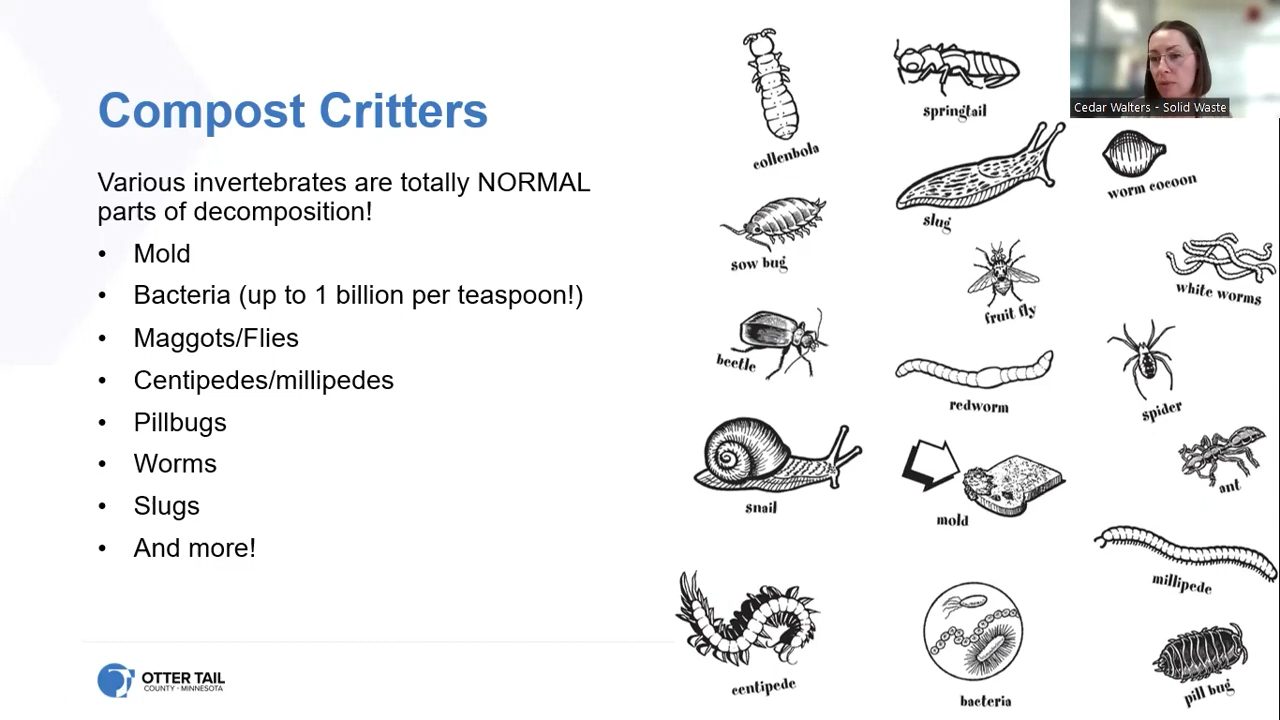 Compost Critters
Various invertebrates are totally NORMAL
parts of decomposition!
• Mold
• Bacteria (up to 1 billion per teaspoon!)
• Maggots/Flies
• Centipedes/millipedes
• Pillbugs
• Worms
• Slugs
• And more!
OTTER TAIL
COUNTY · MINNESOTA
collenbola
springtail
Cedar Walters - Solid Waste
worm cocoon
slug
sow bug
fruit fly
white worms
beetle
redworm
spider
snail
mold
ant
millipede
centipede
bacteria
pill bug